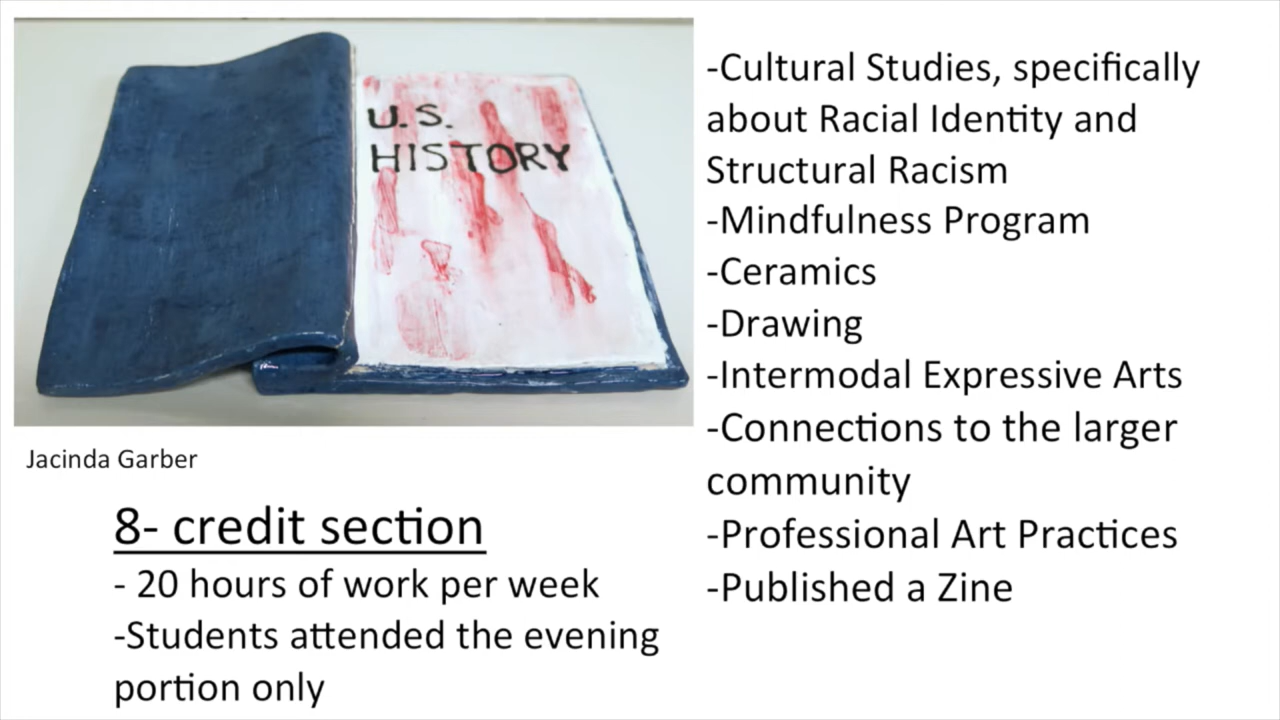 U.S.
HISTORY
Jacinda Garber
8- credit section
- 20 hours of work per week
-Students attended the evening
portion only
-Cultural Studies, specifically
about Racial Identity and
Structural Racism
-Mindfulness Program
-Ceramics
-Drawing
-Intermodal Expressive Arts
-Connections to the larger
community
-Professional Art Practices
-Published a Zine